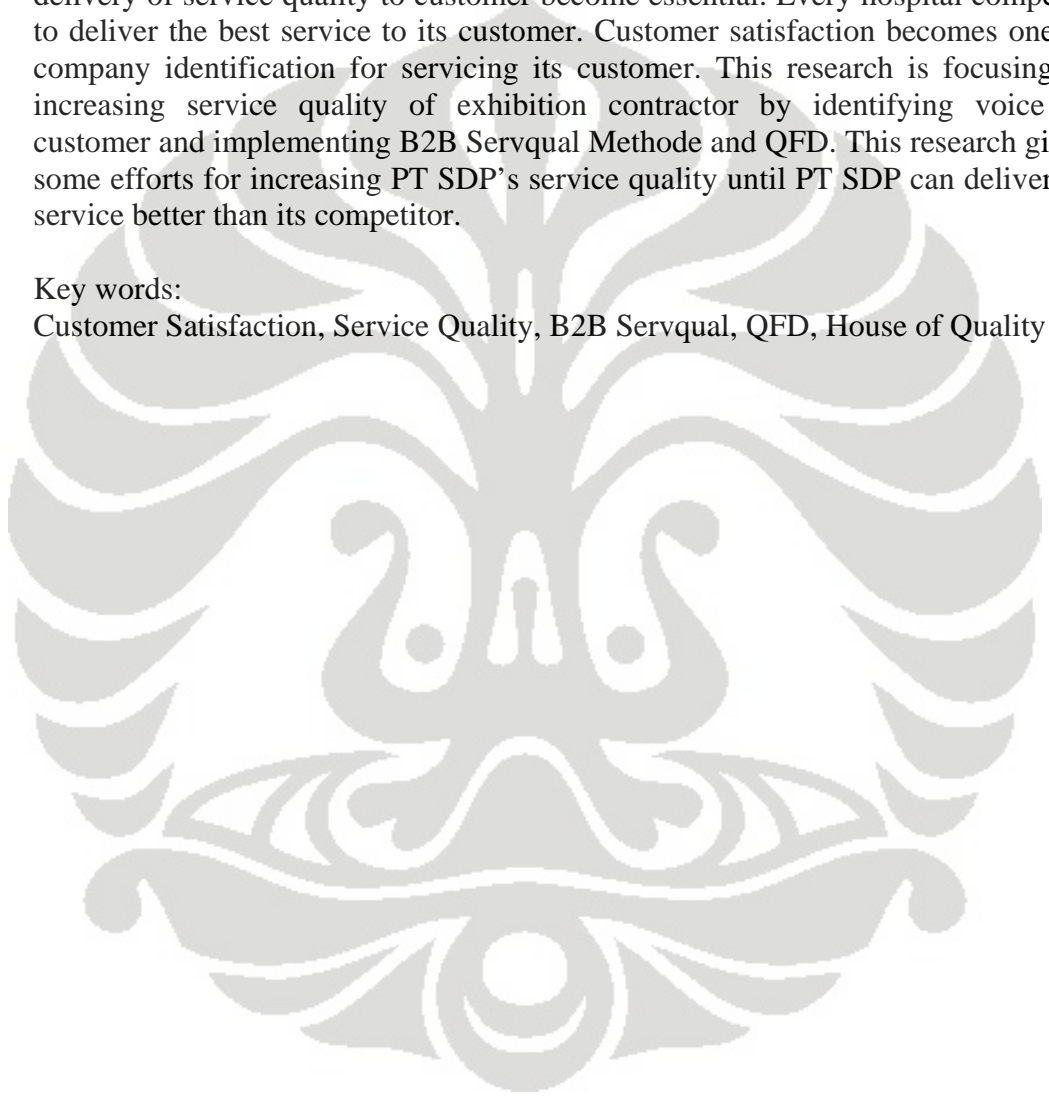 delivery of service quality to customer become essential. Every hospital compe
to deliver the best service to its customer. Customer satisfaction becomes one
company identification for servicing its customer. This research is focusing
increasing service quality of exhibition contractor by identifying voice
customer and implementing B2B Servqual Methode and QFD. This research gi
some efforts for increasing PT SDP’s service quality until PT SDP can deliver
service better than its competitor.
Key words:
Customer Satisfaction, Service Quality, B2B Servqual, QFD, House of Quality